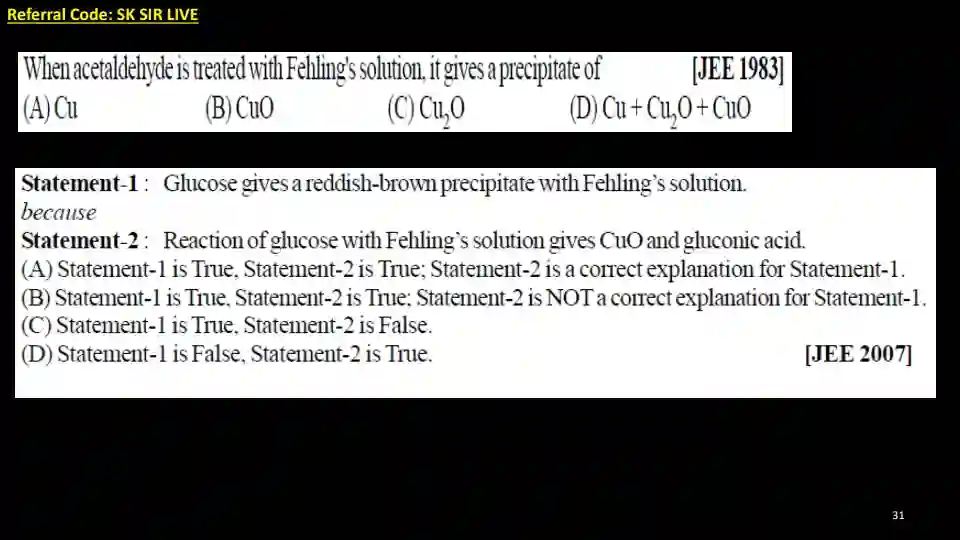 Referral Code: SK SIR LIVE
When acetaldehyde is treated with Fehling's solution, it gives a precipitate of [JEE 1983]
(A) Cu (B) CuO (C) Cu₂O (D) Cu + Cu₂O + CuO
Statement-1 : Glucose gives a reddish-brown precipitate with Fehling's solution.
because
Statement-2 : Reaction of glucose with Fehling's solution gives CuO and gluconic acid.
(A) Statement-1 is True, Statement-2 is True; Statement-2 is a correct explanation for Statement-1.
(B) Statement-1 is True, Statement-2 is True; Statement-2 is NOT a correct explanation for Statement-1.
(C) Statement-1 is True, Statement-2 is False.
(D) Statement-1 is False, Statement-2 is True. [JEE 2007]
31